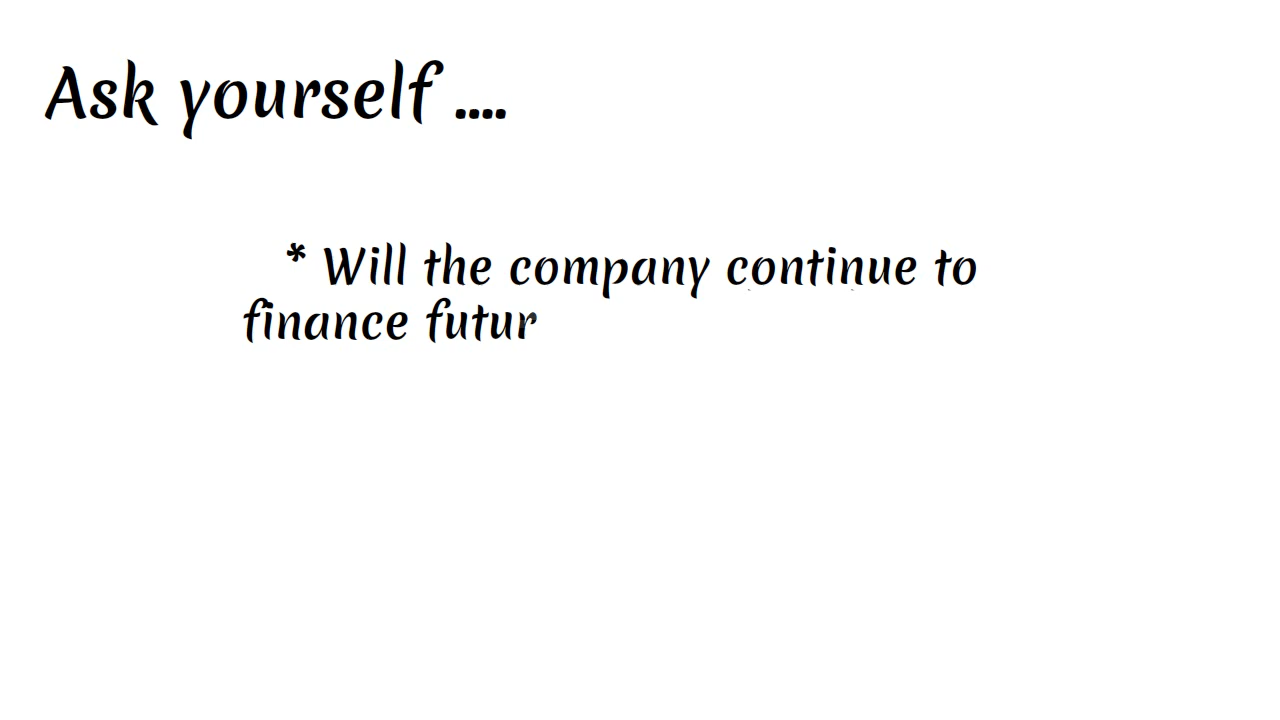 Ask yourself ....
* Will the company continue to
finance futur